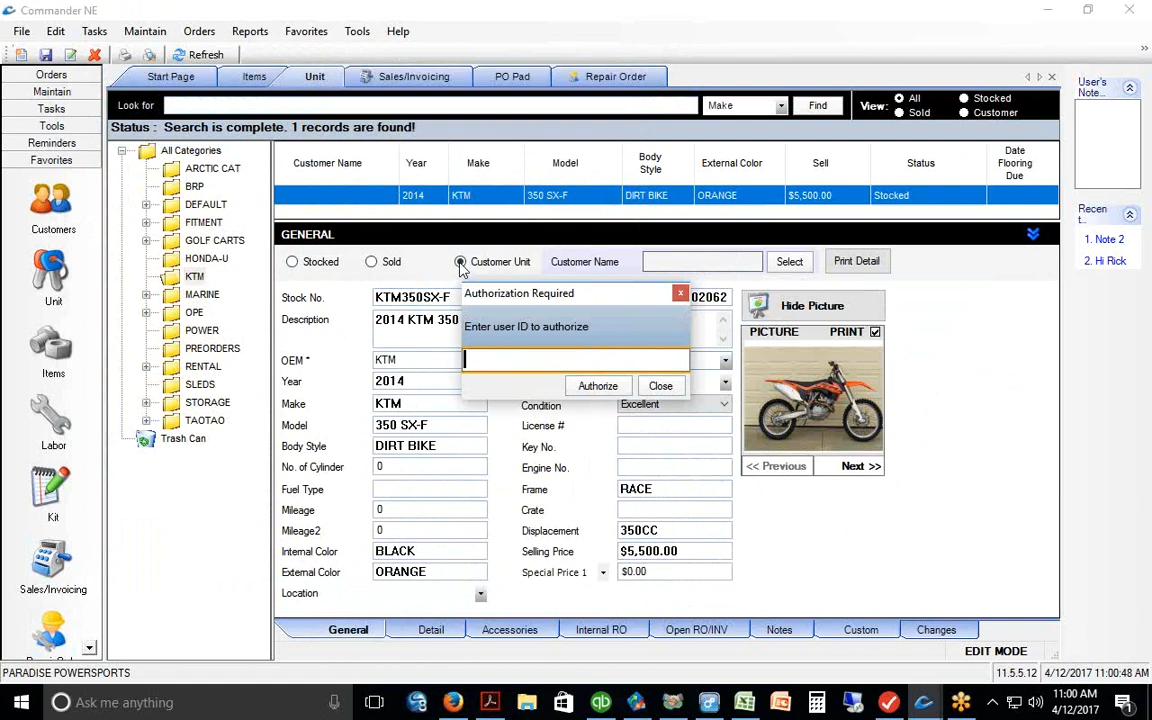 Commander NE
File Edit Tasks Maintain Orders Reports Favorites Tools Help
Refresh
Orders
Maintain
Tasks
Tools
Reminders
Favorites
Customers
Unit
Items
Labor
Kit
Sales/Invoicing
Start Page Items Unit Sales/Invoicing PO Pad Repair Order
Look for Make Find View: All Stocked Sold Customer
Status : Search is complete. 1 records are found!
All Categories
ARCTIC CAT
BRP
DEFAULT
FITMENT
GOLF CARTS
HONDA-U
KTM
MARINE
OPE
POWER
PREORDERS
RENTAL
SLEDS
STORAGE
TAOTAO
Trash Can
Customer Name Year Make Model Body Style External Color Sell Status Date Flooring Due
2014 KTM 350 SX-F DIRT BIKE ORANGE $5,500.00 Stocked
GENERAL
Stocked Sold Customer Unit Customer Name Select Print Detail
Stock No. KTM350SX-F 02062
Description 2014 KTM 350
OEM * KTM
Year 2014
Make KTM
Model 350 SX-F
Body Style DIRT BIKE
No. of Cylinder 0
Fuel Type
Mileage 0
Mileage2 0
Internal Color BLACK
External Color ORANGE
Location
Authorization Required x
Enter user ID to authorize
Authorize Close
Condition Excellent
License #
Key No.
Engine No.
Frame RACE
Crate
Displacement 350CC
Selling Price $5,500.00
Special Price 1 $0.00
Hide Picture
PICTURE PRINT
<< Previous Next >>
General Detail Accessories Internal RO Open RO/INV Notes Custom Changes
EDIT MODE
User's Note...
Recen t...
1. Note 2
2. Hi Rick
PARADISE POWERSPORTS 11.5.5.12 4/12/2017 11:00:48 AM
Ask me anything
11:00 AM
4/12/2017